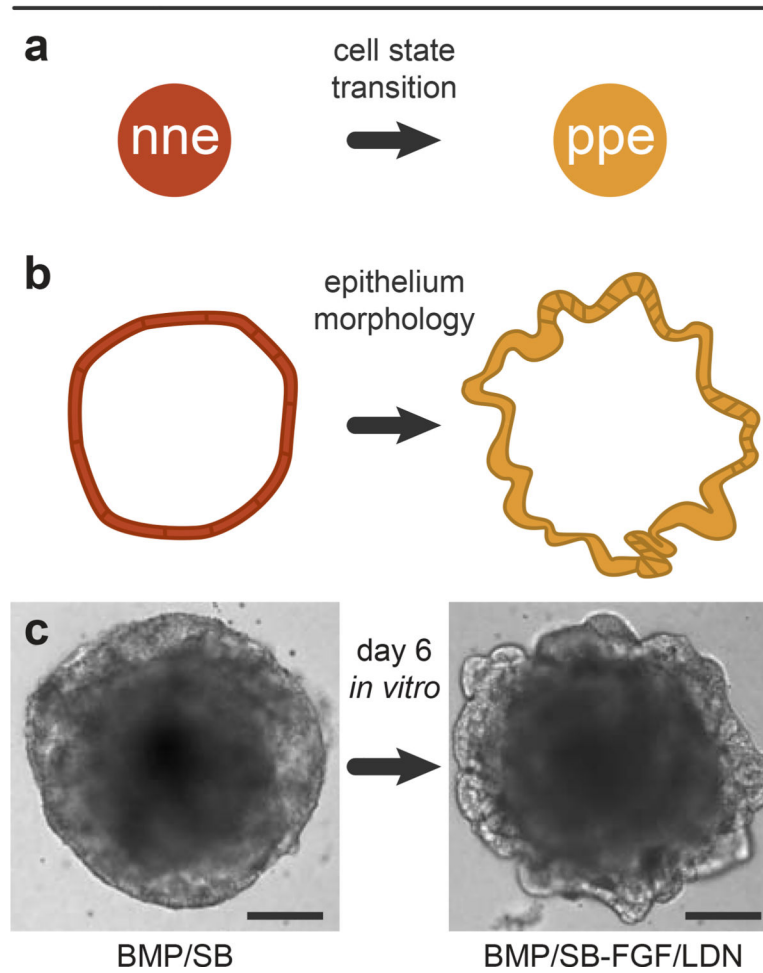 a
cell state
transition
nne
ppe
b
epithelium
morphology
c
day 6
in vitro
BMP/SB
BMP/SB-FGF/LDN